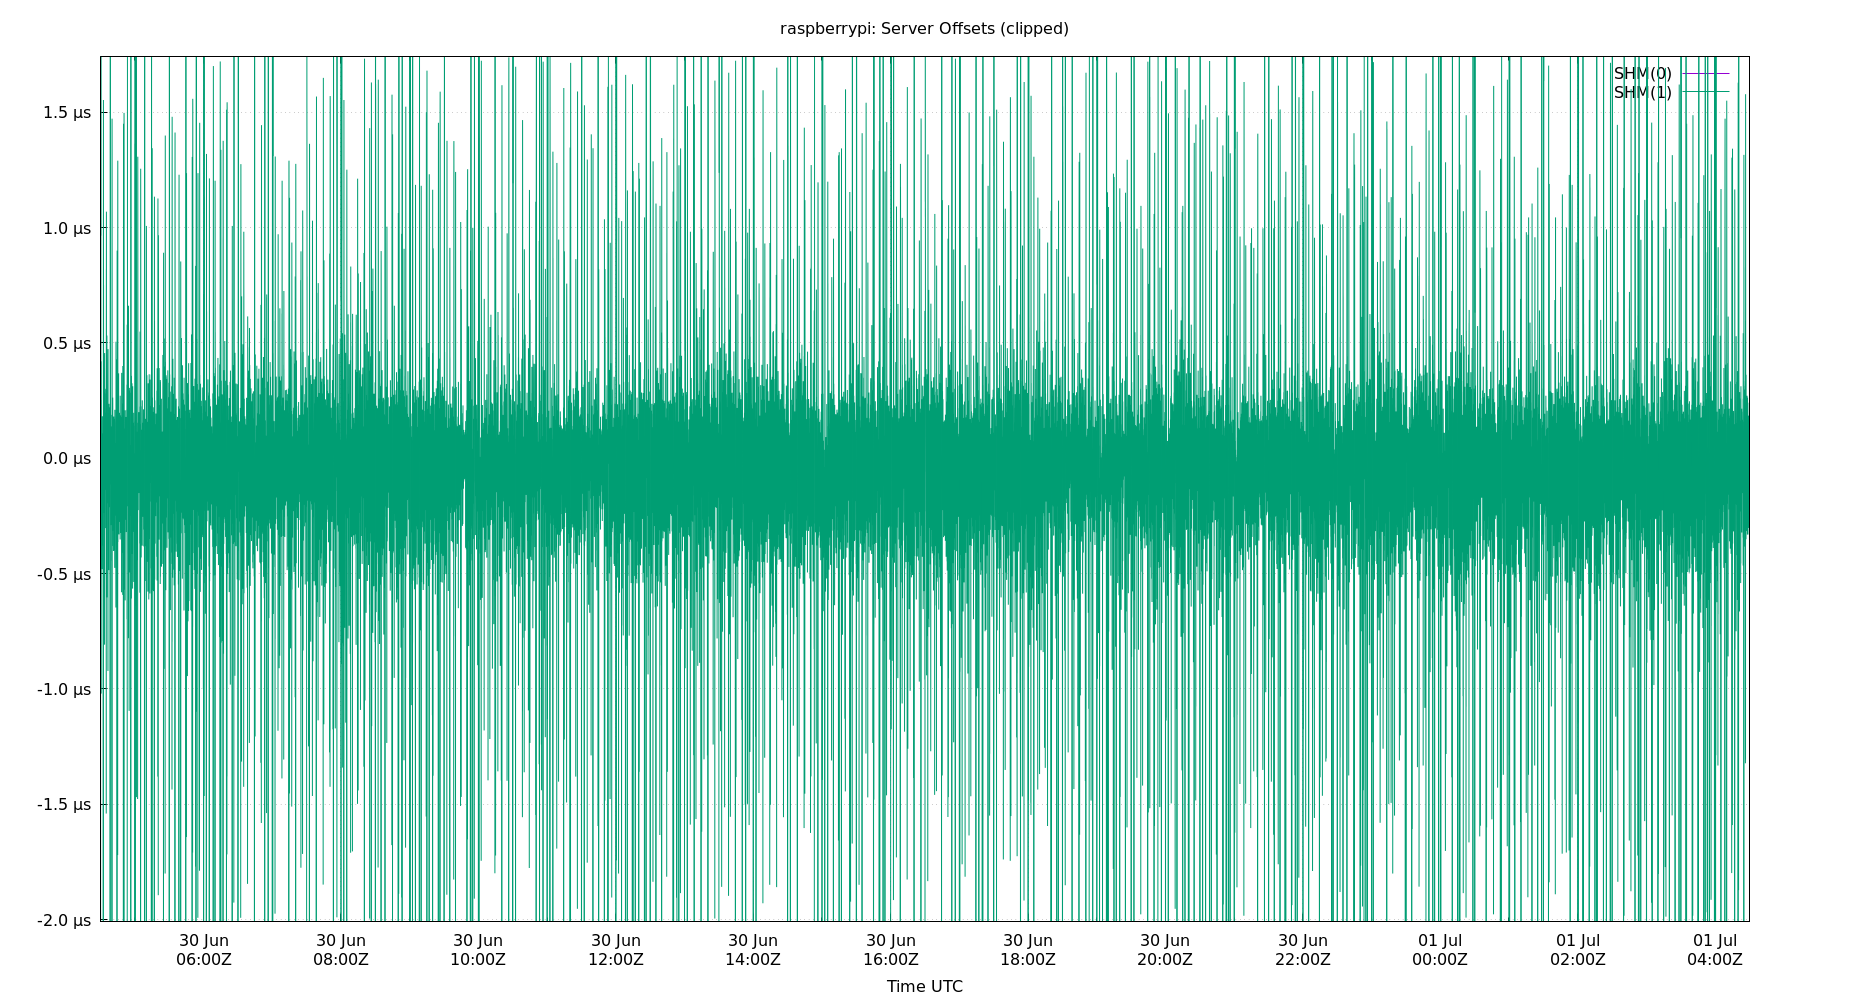 raspberrypi: Server Offsets (clipped)
SHM(0)
SHM(1)
1.5 µs
1.0 µs
0.5 µs
0.0 µs
-0.5 µs
-1.0 µs
-1.5 µs
-2.0 µs
30 Jun 30 Jun 30 Jun 30 Jun 30 Jun 30 Jun 30 Jun 30 Jun 30 Jun 01 Jul 01 Jul 01 Jul
06:00Z 08:00Z 10:00Z 12:00Z 14:00Z 16:00Z 18:00Z 20:00Z 22:00Z 00:00Z 02:00Z 04:00Z
Time UTC